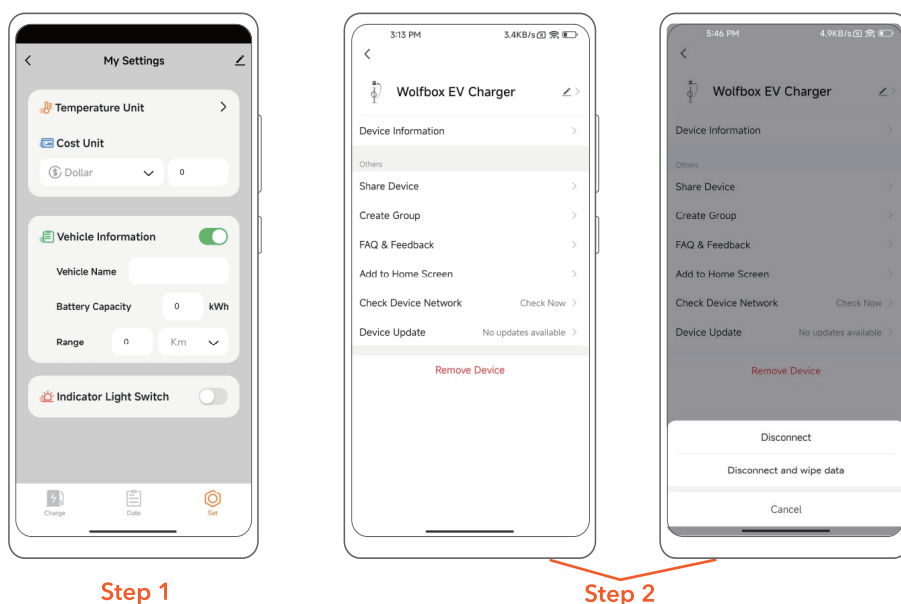 My Settings
Temperature Unit
Cost Unit
$ Dollar 0
Vehicle Information
Vehicle Name
Battery Capacity 0 kWh
Range 0 Km
Indicator Light Switch
Charge Date Set
Step 1
3:13 PM 3.4KB/s
Wolfbox EV Charger
Device Information
Others
Share Device
Create Group
FAQ & Feedback
Add to Home Screen
Check Device Network Check Now
Device Update No updates available
Remove Device
5:46 PM 4.9KB/s
Wolfbox EV Charger
Device Information
Others
Share Device
Create Group
FAQ & Feedback
Add to Home Screen
Check Device Network Check Now
Device Update No updates available
Remove Device
Disconnect
Disconnect and wipe data
Cancel
Step 2